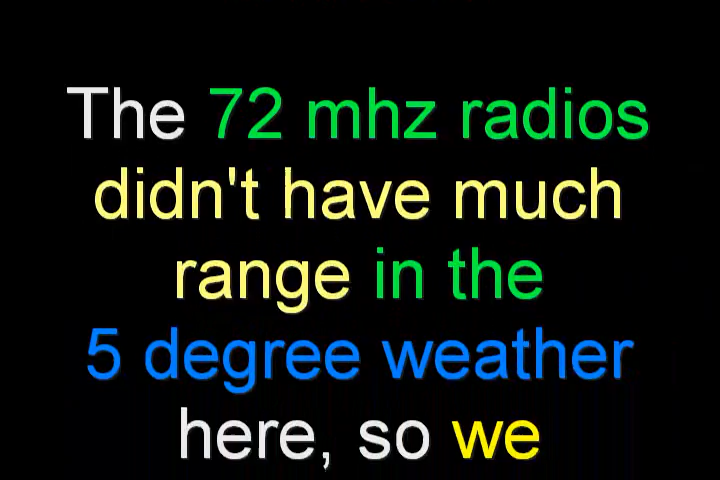 The 72 mhz radios
didn't have much
range in the
5 degree weather
here, so we